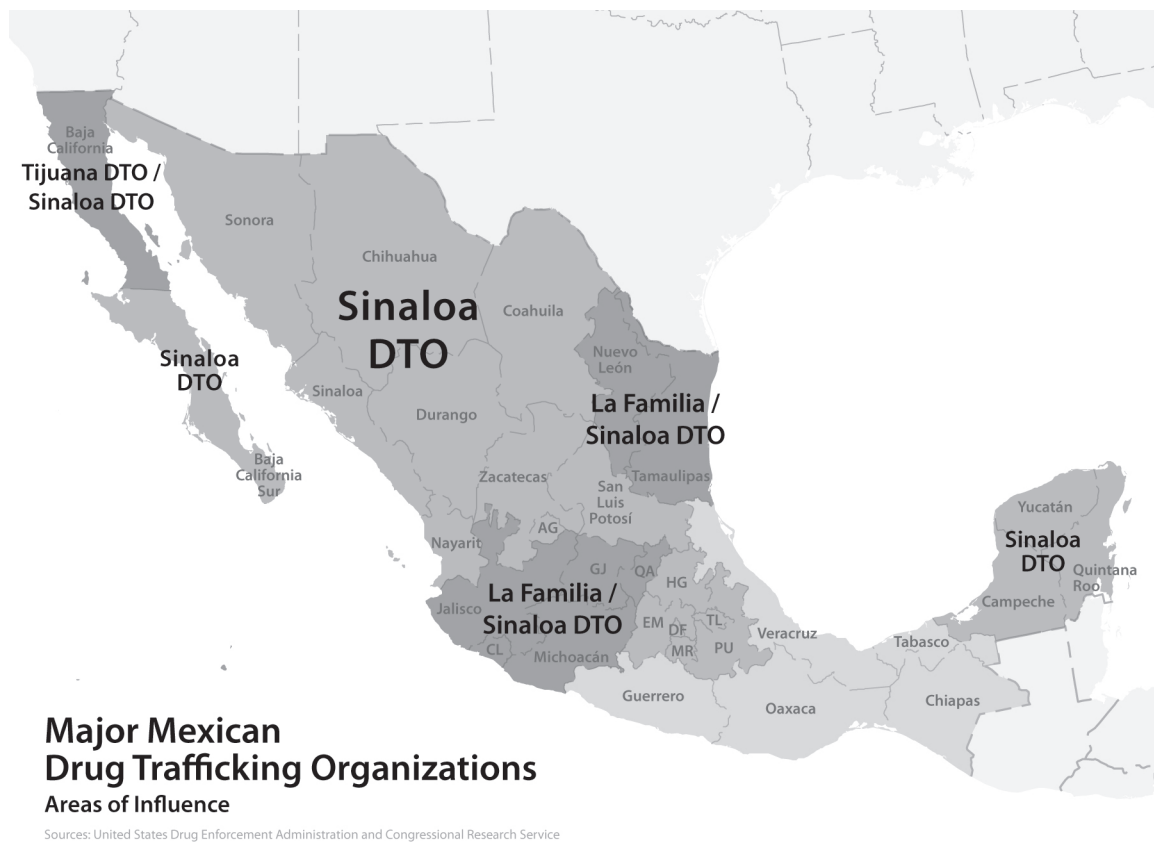 Baja
California
Tijuana DTO /
Sinaloa DTO
Sonora
Chihuahua
Sinaloa
DTO
Coahuila
Nuevo
León
Sinaloa
DTO
Sinaloa
Durango
La Familia /
Sinaloa DTO
Baja
California
Sur
Zacatecas
San
Luis
Potosí
Tamaulipas
Nayarit
AG
Yucatán
Sinaloa
DTO
Quintana
Roo
Campeche
GJ
QA
HG
La Familia /
Sinaloa DTO
Jalisco
CL
Michoacán
EM
DF
MR
TL
PU
Veracruz
Tabasco
Guerrero
Oaxaca
Chiapas
Major Mexican
Drug Trafficking Organizations
Areas of Influence
Sources: United States Drug Enforcement Administration and Congressional Research Service